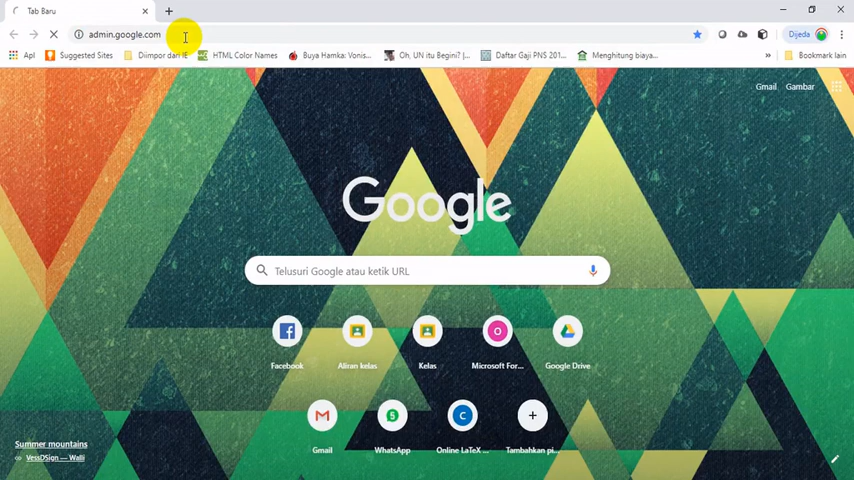 Tab Baru
admin.google.com
Dijeda
Apl
Suggested Sites
Diimpor dari IE
HTML Color Names
Buya Hamka: Vonis...
Oh, UN itu Begini? |...
Daftar Gaji PNS 201...
Menghitung biaya...
»
Bookmark lain
Gmail
Gambar
Google
Telusuri Google atau ketik URL
Facebook
Aliran kelas
Kelas
Microsoft For...
Google Drive
Gmail
WhatsApp
Online LaTeX ...
Tambahkan pi...
Summer mountains
VessDSign — Walli